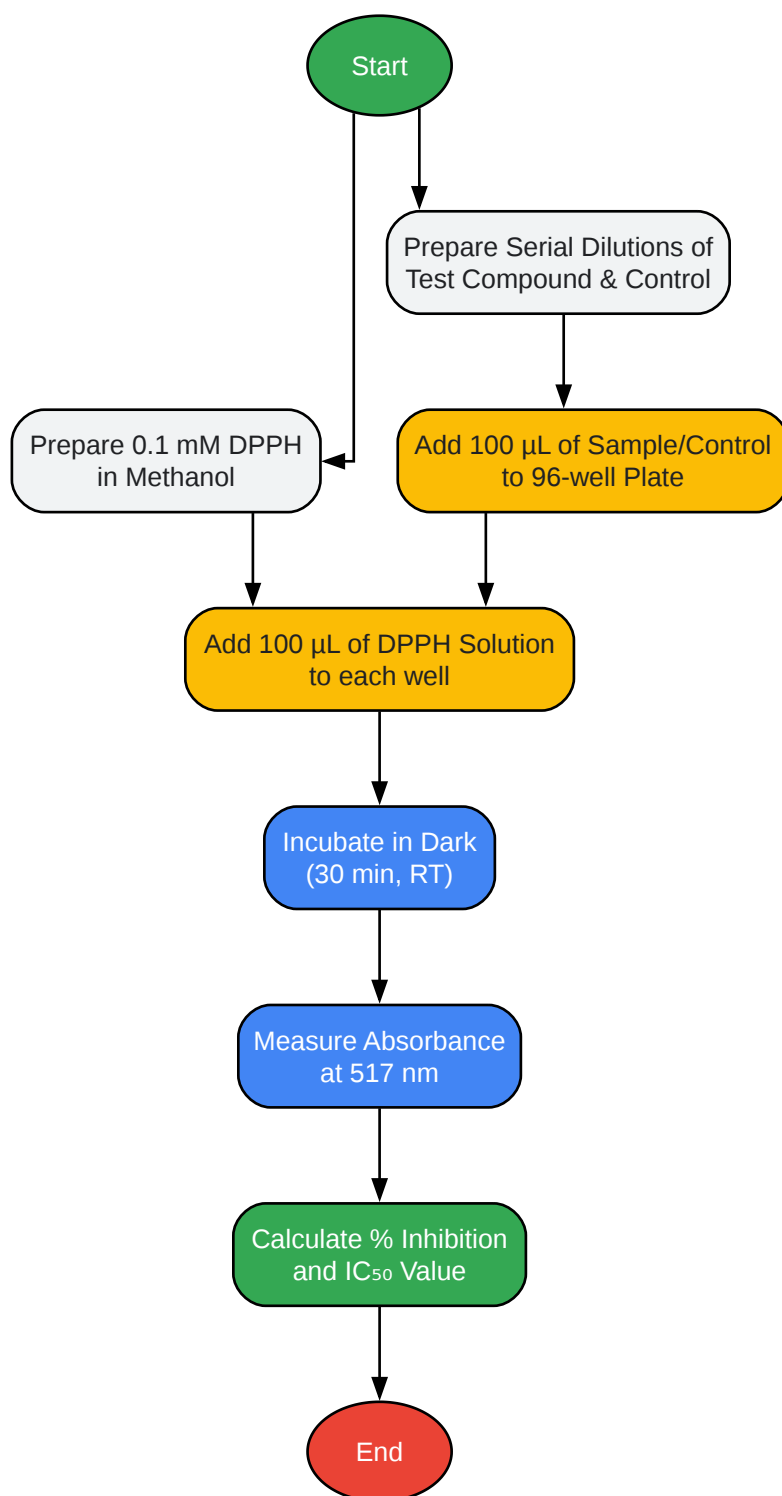 Start
Prepare Serial Dilutions of
Test Compound & Control
Prepare 0.1 mM DPPH
in Methanol
Add 100 µL of Sample/Control
to 96-well Plate
Add 100 µL of DPPH Solution
to each well
Incubate in Dark
(30 min, RT)
Measure Absorbance
at 517 nm
Calculate % Inhibition
and IC₅₀ Value
End